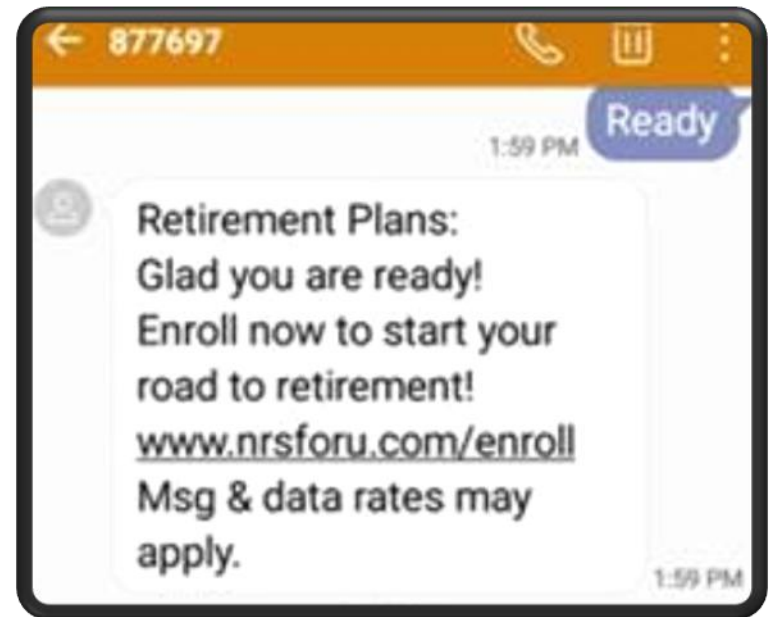 877697
Ready
1:59 PM
Retirement Plans:
Glad you are ready!
Enroll now to start your
road to retirement!
www.nrsforu.com/enroll
Msg & data rates may
apply.
1:59 PM